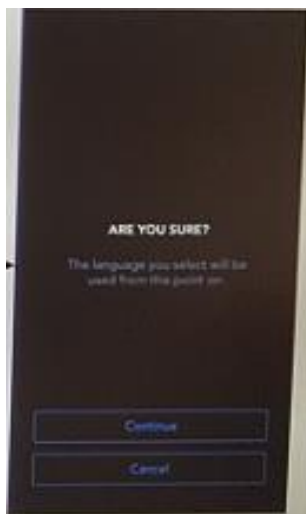 ARE YOU SURE?
The language you select will be
used from this point on.
Continue
Cancel